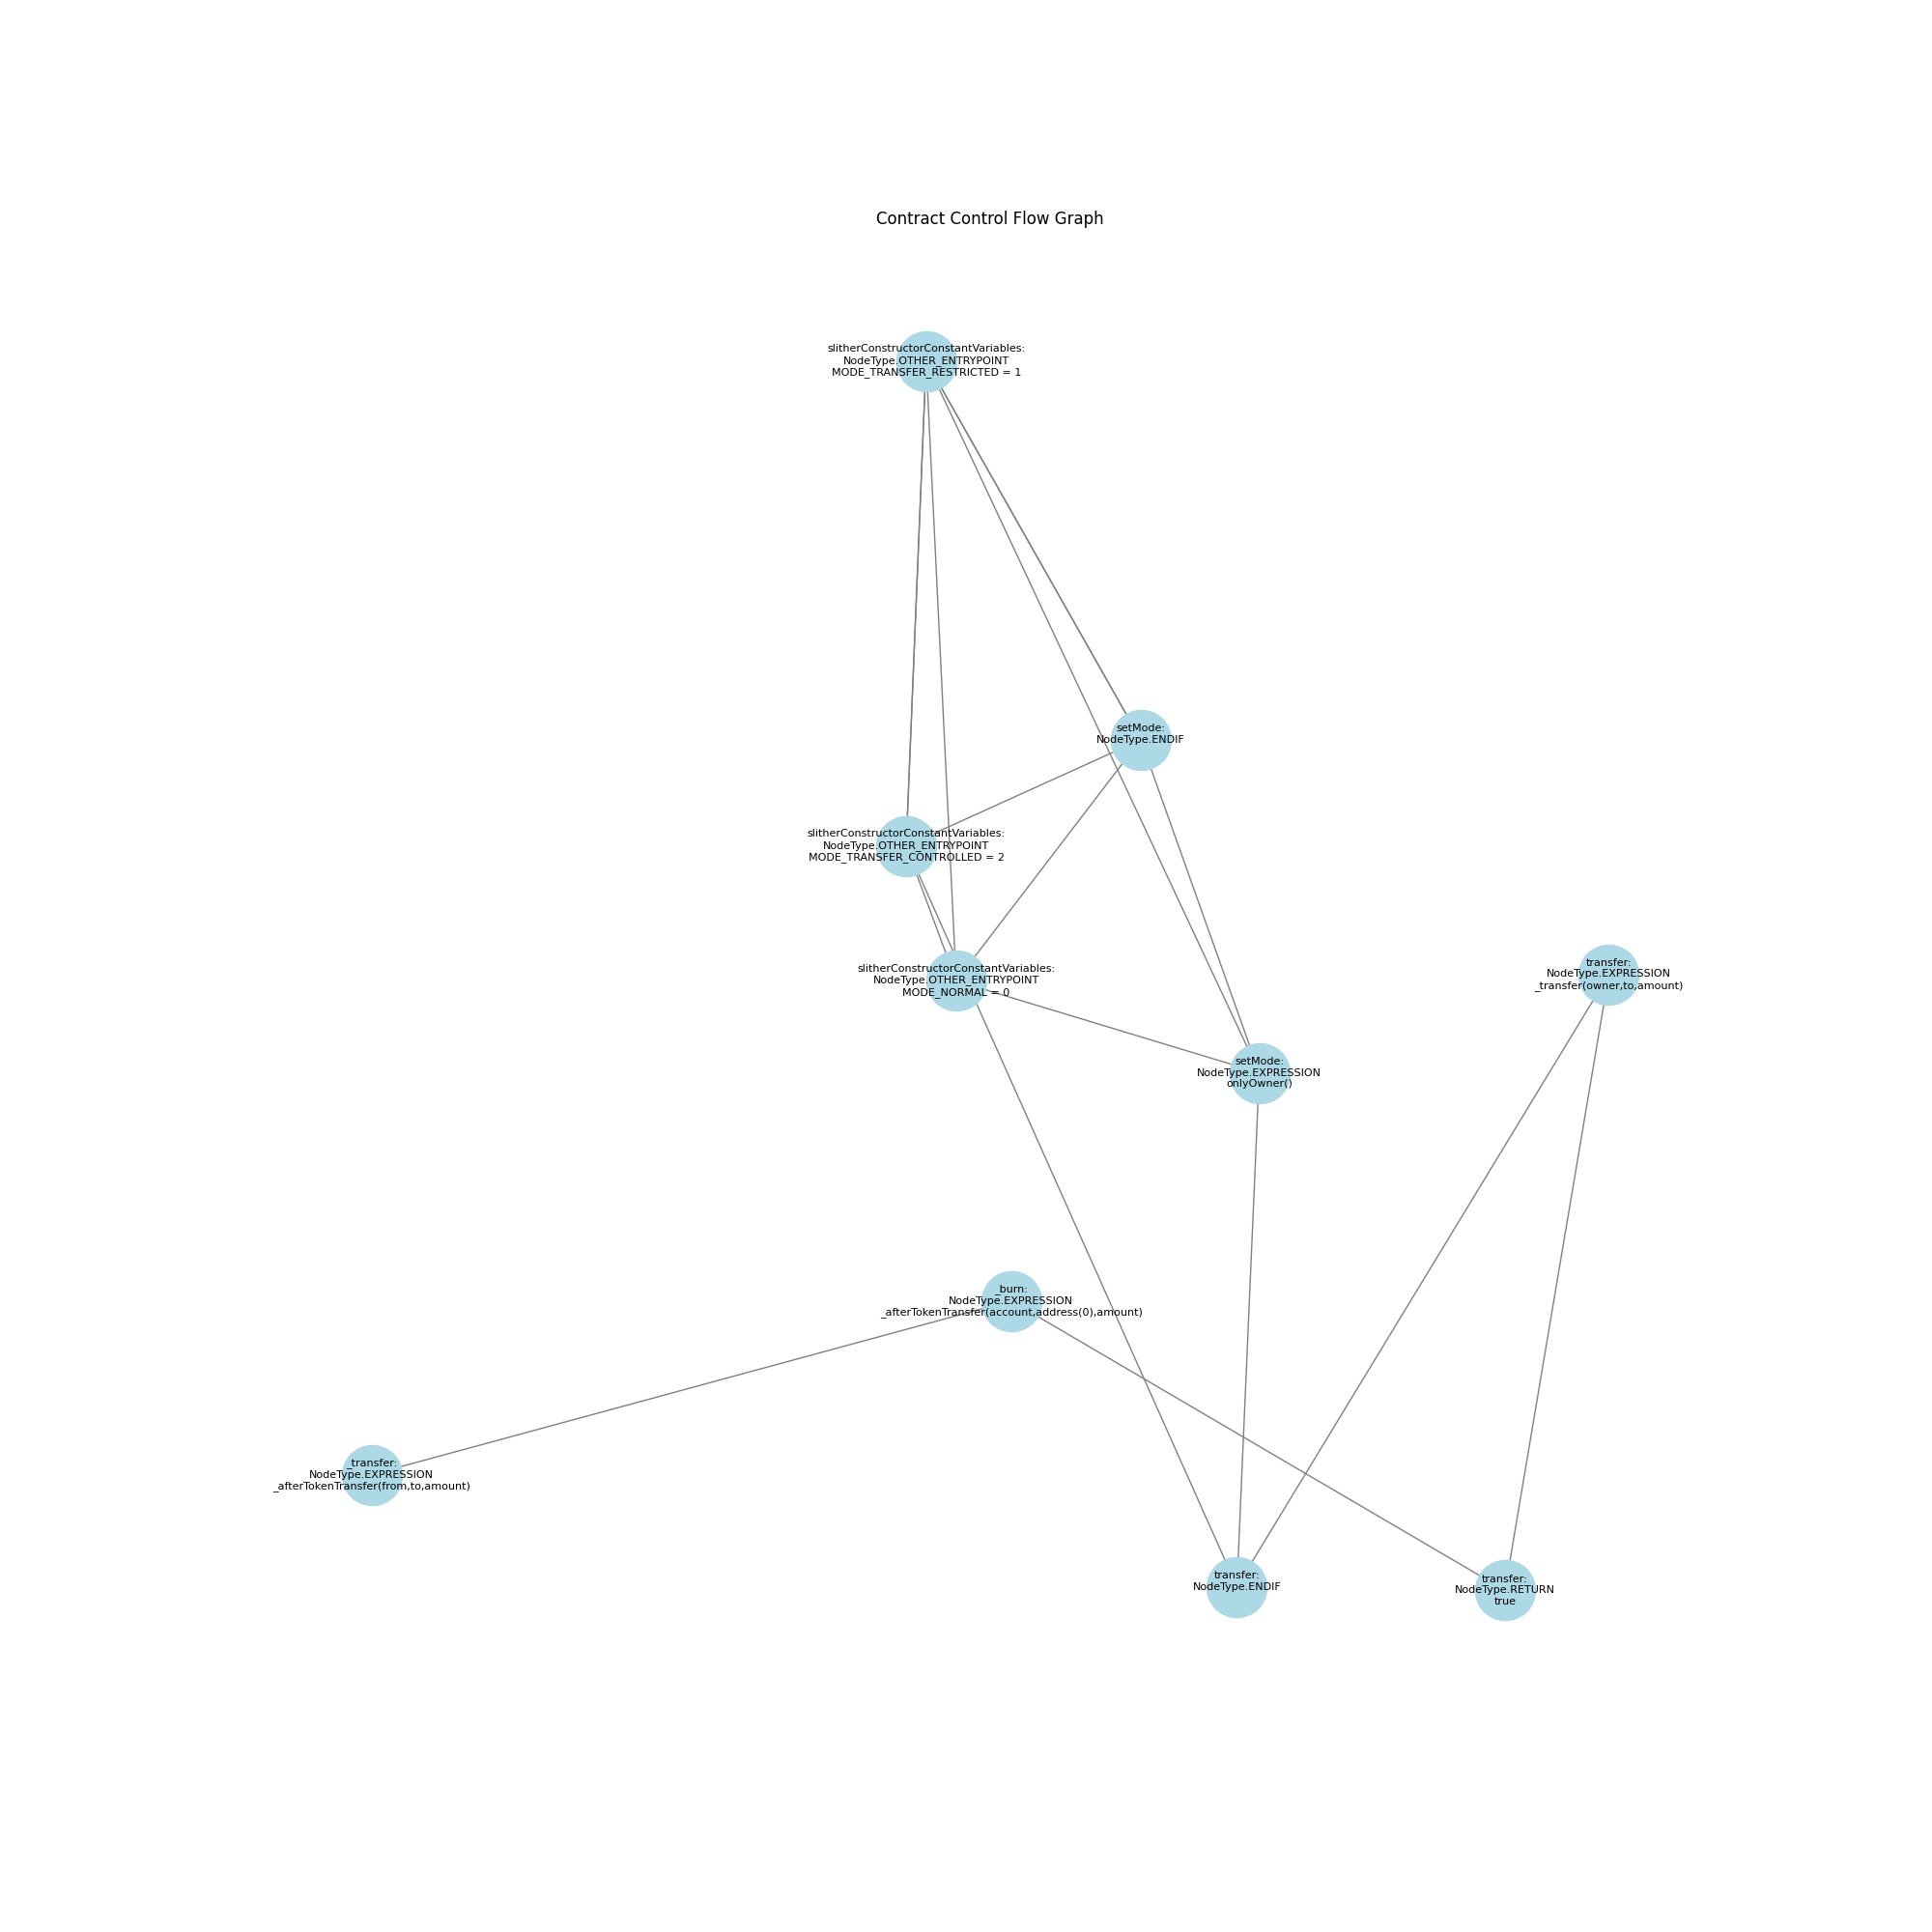 Contract Control Flow Graph
slitherConstructorConstantVariables:
NodeType.OTHER_ENTRYPOINT
MODE_TRANSFER_RESTRICTED = 1
setMode:
NodeType.ENDIF
slitherConstructorConstantVariables:
NodeType.OTHER_ENTRYPOINT
MODE_TRANSFER_CONTROLLED = 2
slitherConstructorConstantVariables:
NodeType.OTHER_ENTRYPOINT
MODE_NORMAL = 0
transfer:
NodeType.EXPRESSION
_transfer(owner,to,amount)
setMode:
NodeType.EXPRESSION
onlyOwner()
_burn:
NodeType.EXPRESSION
_afterTokenTransfer(account,address(0),amount)
_transfer:
NodeType.EXPRESSION
_afterTokenTransfer(from,to,amount)
transfer:
NodeType.ENDIF
transfer:
NodeType.RETURN
true